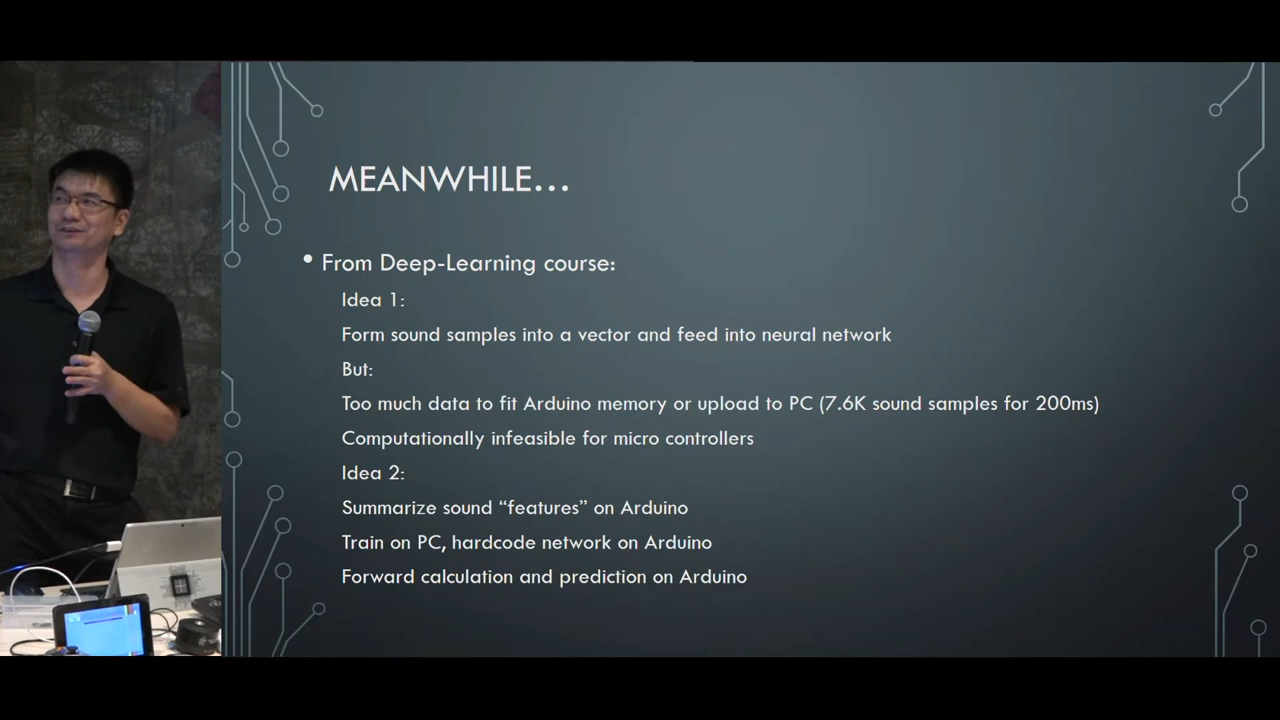 MEANWHILE…
• From Deep-Learning course:
Idea 1:
Form sound samples into a vector and feed into neural network
But:
Too much data to fit Arduino memory or upload to PC (7.6K sound samples for 200ms)
Computationally infeasible for micro controllers
Idea 2:
Summarize sound “features” on Arduino
Train on PC, hardcode network on Arduino
Forward calculation and prediction on Arduino